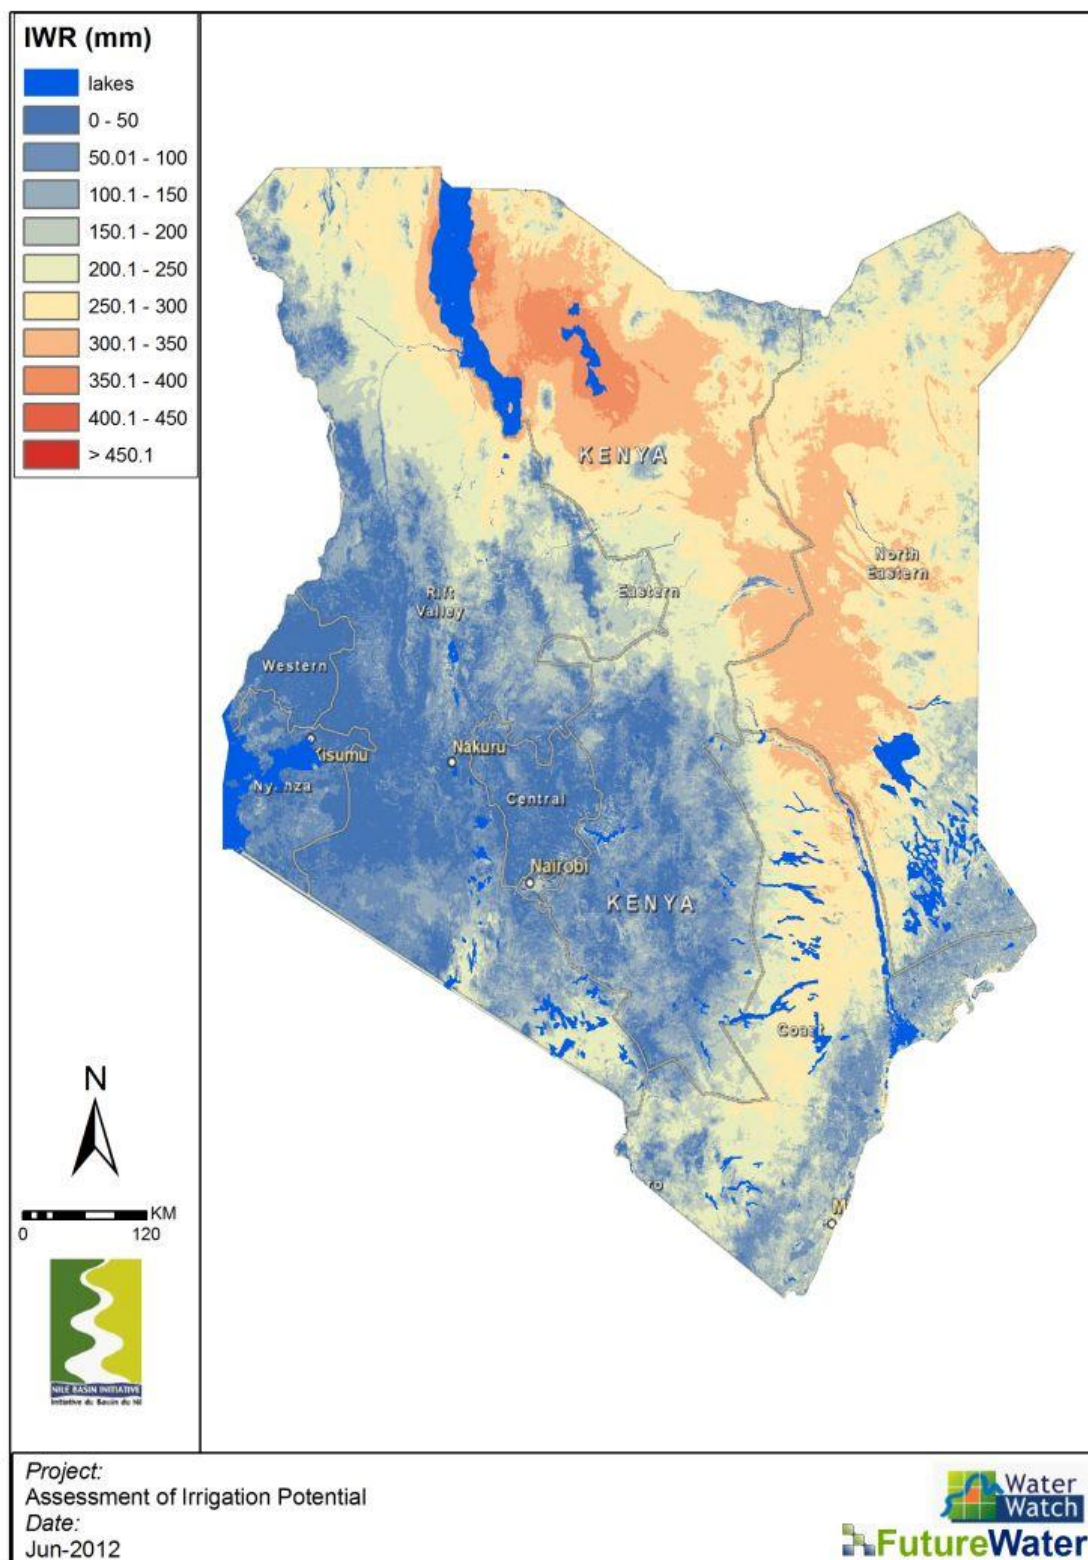 IWR (mm)
lakes
0 - 50
50.01 - 100
100.1 - 150
150.1 - 200
200.1 - 250
250.1 - 300
300.1 - 350
350.1 - 400
400.1 - 450
> 450.1
KENYA
North
Eastern
Eastern
Rift
Valley
Western
Kisumu
Nakuru
Central
Nairobi
KENYA
Coast
ro
M
N
KM
0 120
NILE BASIN INITIATIVE
Initiative du Bassin du Nil
Project:
Assessment of Irrigation Potential
Date:
Jun-2012
Water
Watch
FutureWater